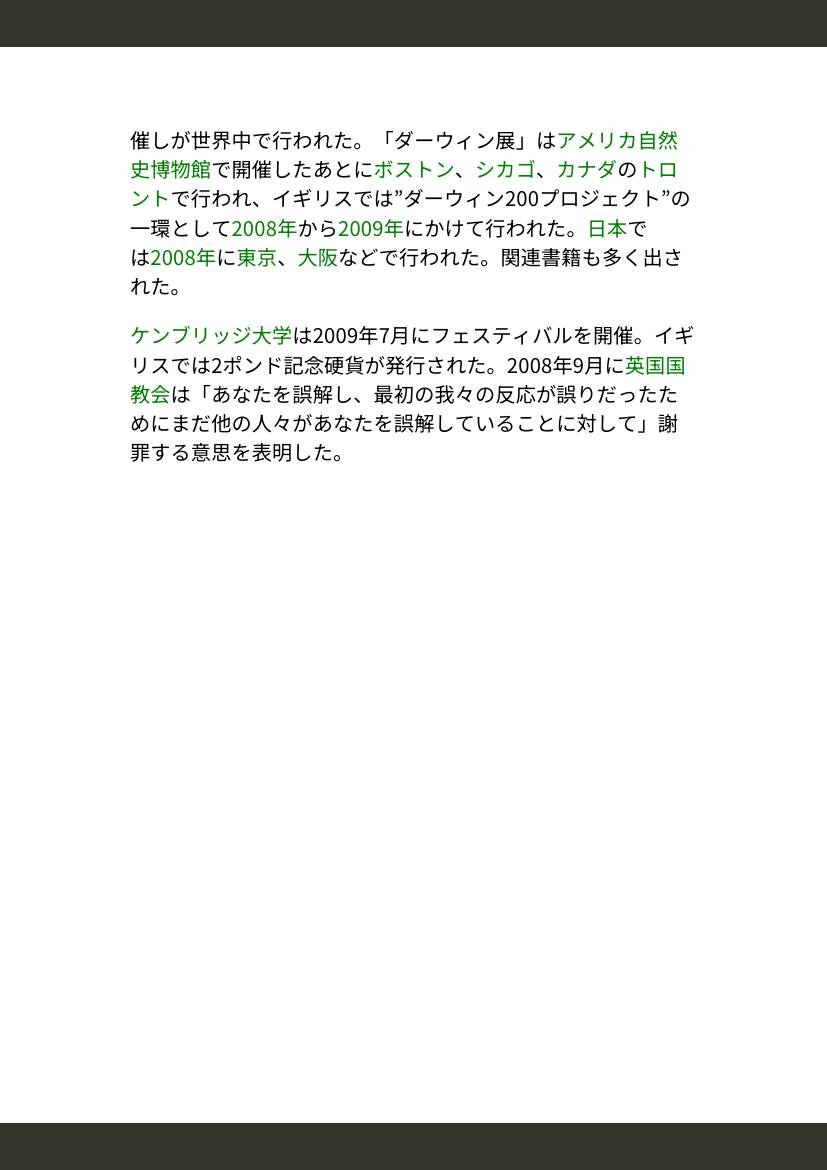 催しが世界中で行われた。「ダーウィン展」はアメリカ自然
史博物館で開催したあとにボストン、シカゴ、カナダのトロ
ントで行われ、イギリスでは”ダーウィン200プロジェクト”の
一環として2008年から2009年にかけて行われた。日本で
は2008年に東京、大阪などで行われた。関連書籍も多く出さ
れた。
ケンブリッジ大学は2009年7月にフェスティバルを開催。イギ
リスでは2ポンド記念硬貨が発行された。2008年9月に英国国
教会は「あなたを誤解し、最初の我々の反応が誤りだったた
めにまだ他の人々があなたを誤解していることに対して」謝
罪する意思を表明した。